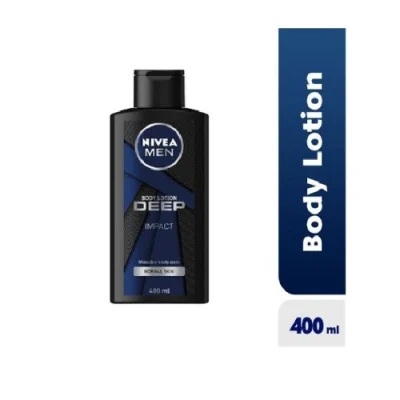 NIVEA
MEN
BODY LOTION
DEEP
IMPACT
NORMAL SKIN
400 ml
Body Lotion
400 ml